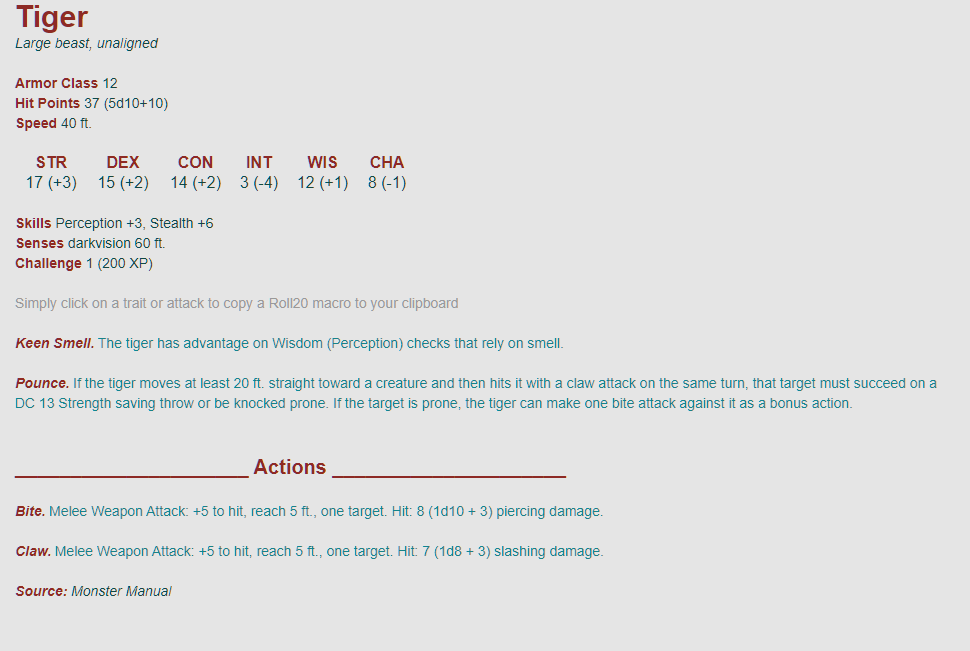 Tiger
Large beast, unaligned
Armor Class 12
Hit Points 37 (5d10+10)
Speed 40 ft.
STR DEX CON INT WIS CHA
17 (+3) 15 (+2) 14 (+2) 3 (-4) 12 (+1) 8 (-1)
Skills Perception +3, Stealth +6
Senses darkvision 60 ft.
Challenge 1 (200 XP)
Simply click on a trait or attack to copy a Roll20 macro to your clipboard
Keen Smell. The tiger has advantage on Wisdom (Perception) checks that rely on smell.
Pounce. If the tiger moves at least 20 ft. straight toward a creature and then hits it with a claw attack on the same turn, that target must succeed on a
DC 13 Strength saving throw or be knocked prone. If the target is prone, the tiger can make one bite attack against it as a bonus action.
Actions
Bite. Melee Weapon Attack: +5 to hit, reach 5 ft., one target. Hit: 8 (1d10 + 3) piercing damage.
Claw. Melee Weapon Attack: +5 to hit, reach 5 ft., one target. Hit: 7 (1d8 + 3) slashing damage.
Source: Monster Manual